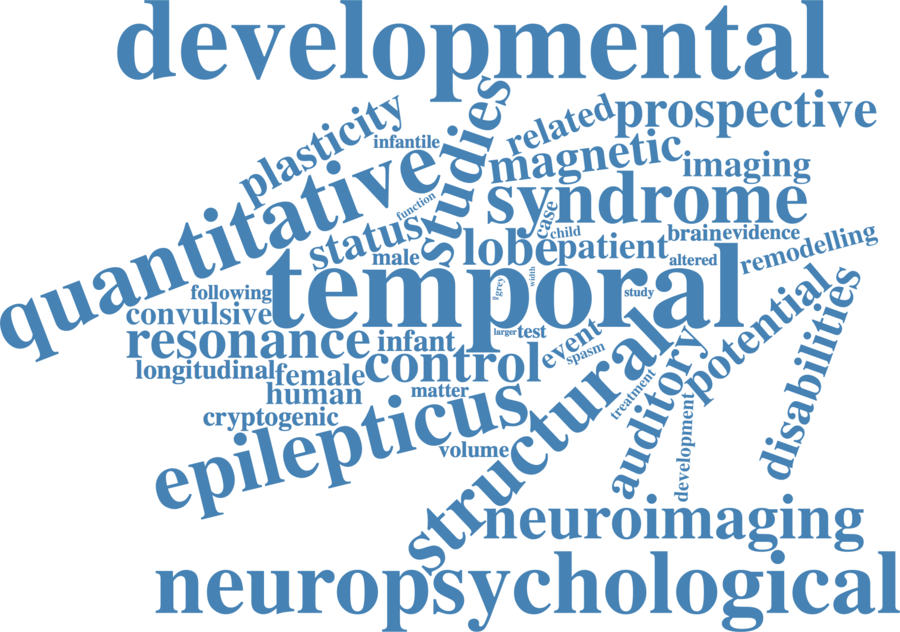 developmental
plasticity
infantile
studies
related
prospective
magnetic
imaging
quantitative
function
syndrome
status
case
child
male
lobe
patient
brain
evidence
altered
remodelling
following
temporal
grey
width
study
convulsive
larger
test
resonance
infant
event
spasm
potential
disabilities
longitudinal
female
control
human
matter
treatment
auditory
structural
cryptogenic
epilepticus
volume
development
neuroimaging
neuropsychological